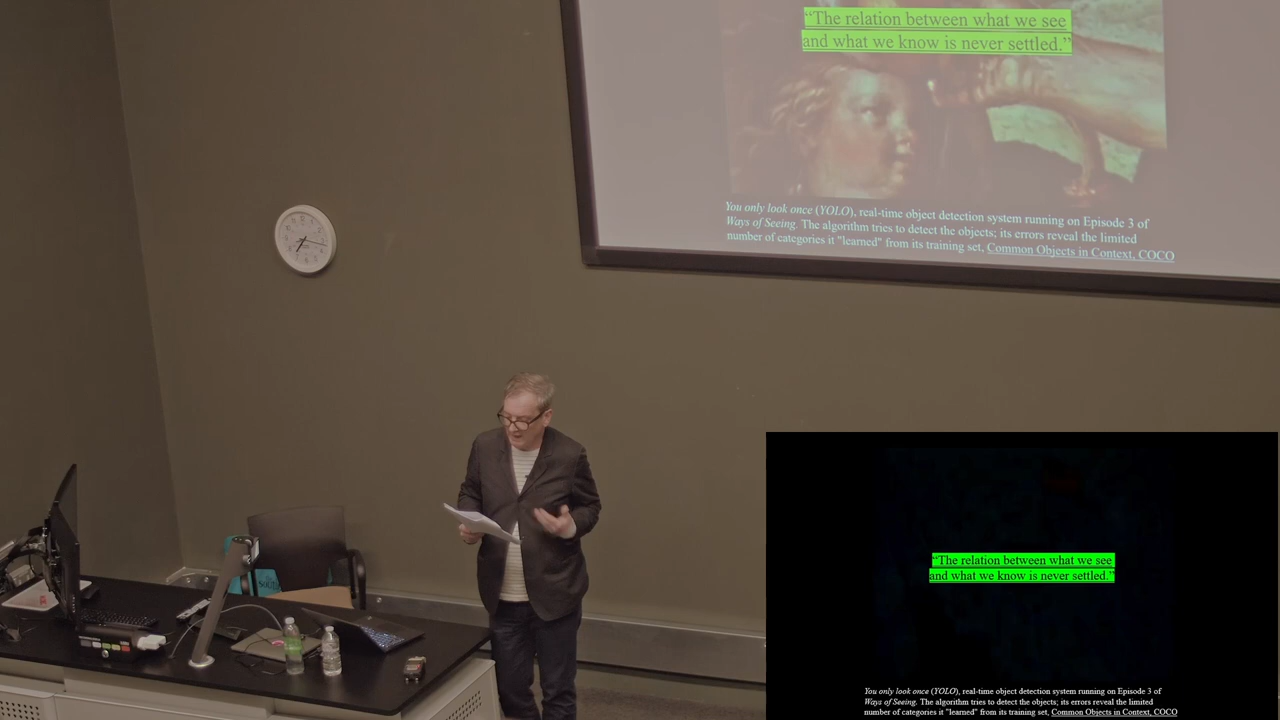 “The relation between what we see
and what we know is never settled.”
You only look once (YOLO), real-time object detection system running on Episode 3 of
Ways of Seeing. The algorithm tries to detect the objects; its errors reveal the limited
number of categories it "learned" from its training set, Common Objects in Context, COCO
“The relation between what we see
and what we know is never settled.”
You only look once (YOLO), real-time object detection system running on Episode 3 of
Ways of Seeing. The algorithm tries to detect the objects; its errors reveal the limited
number of categories it "learned" from its training set, Common Objects in Context, COCO